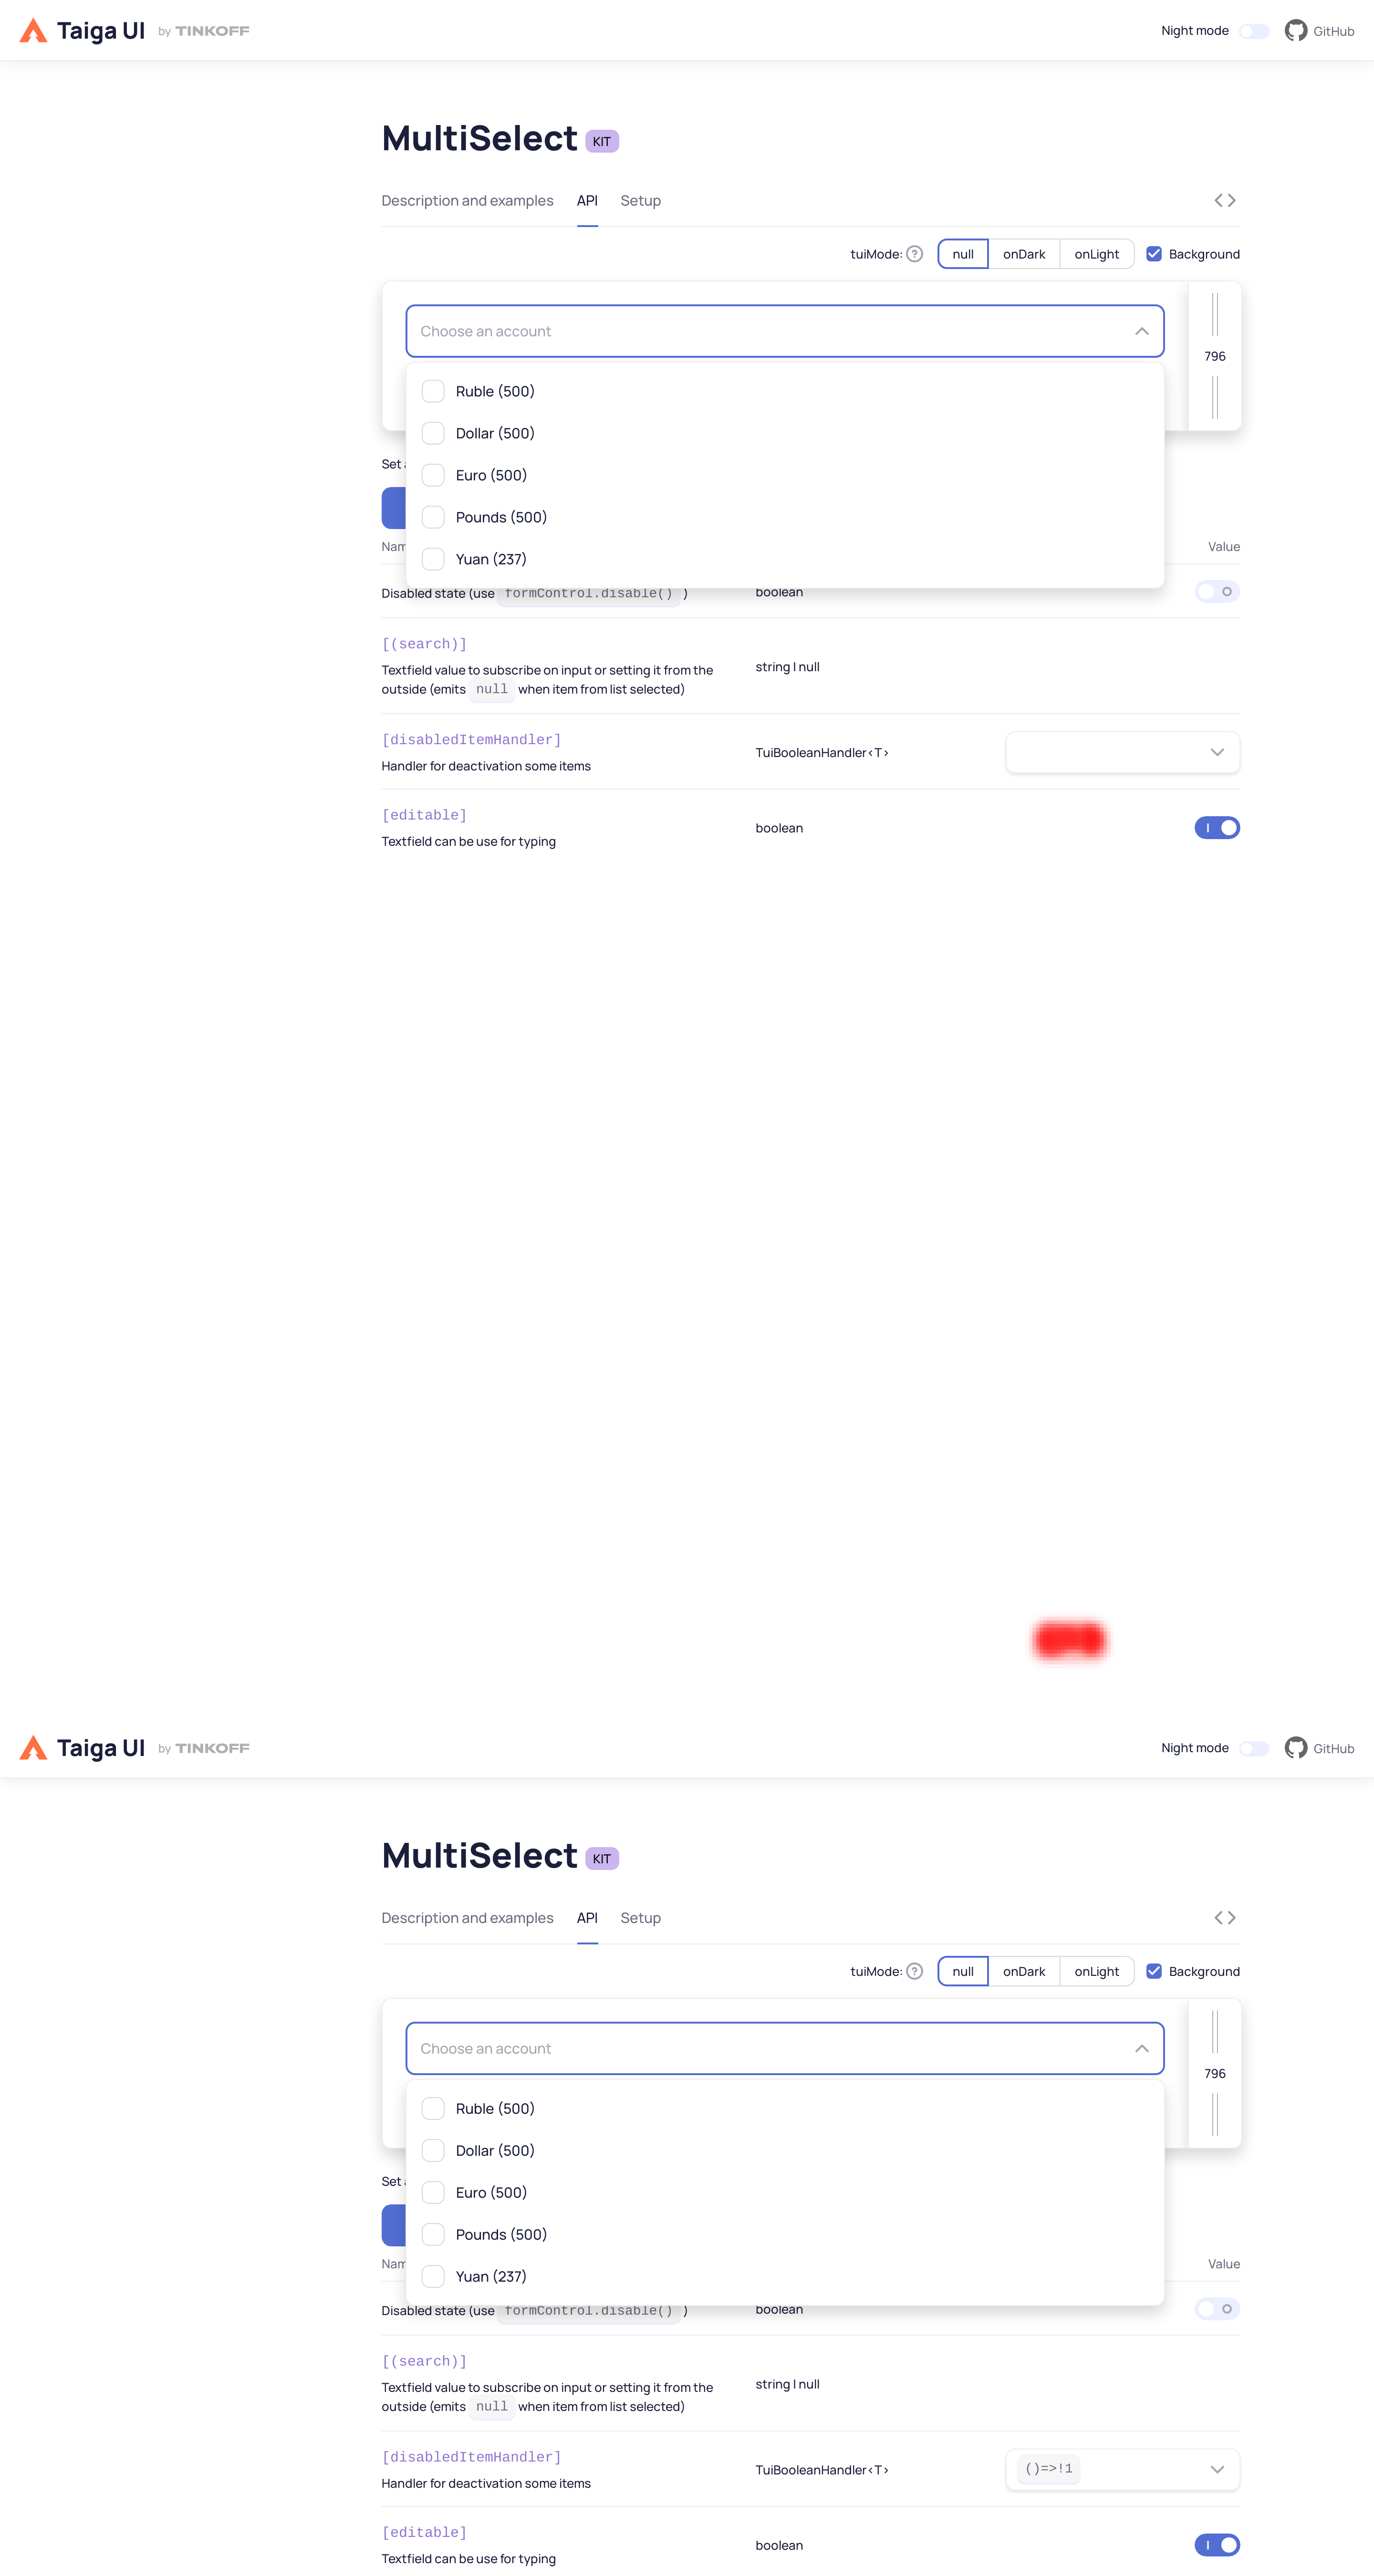 Taiga UI by TINKOFF Night mode GitHub
MultiSelect KIT
Description and examples API Setup
tuiMode: ? null onDark onLight Background
Choose an account
796
Ruble (500)
Dollar (500)
Euro (500)
Set
Pounds (500)
Nam Value
Yuan (237)
Disabled state (use formControl.disable() ) boolean
[(search)]
Textfield value to subscribe on input or setting it from the
outside (emits null when item from list selected)
string | null
[disabledItemHandler]
Handler for deactivation some items
TuiBooleanHandler<T>
[editable]
Textfield can be use for typing
boolean
Taiga UI by TINKOFF Night mode GitHub
MultiSelect KIT
Description and examples API Setup
tuiMode: ? null onDark onLight Background
Choose an account
796
Ruble (500)
Dollar (500)
Euro (500)
Set
Pounds (500)
Nam Value
Yuan (237)
Disabled state (use formControl.disable() ) boolean
[(search)]
Textfield value to subscribe on input or setting it from the
outside (emits null when item from list selected)
string | null
[disabledItemHandler]
Handler for deactivation some items
TuiBooleanHandler<T> ()=>!1
[editable]
Textfield can be use for typing
boolean